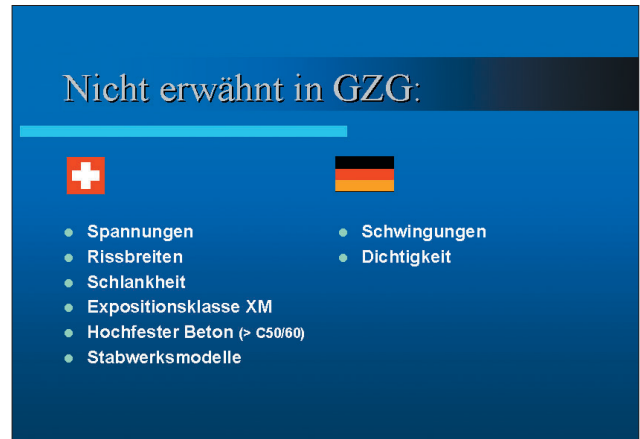 Nicht erwähnt in GZG:
Spannungen
Rissbreiten
Schlankheit
Expositionsklasse XM
Hochfester Beton (> C50/60)
Stabwerksmodelle
Schwingungen
Dichtigkeit